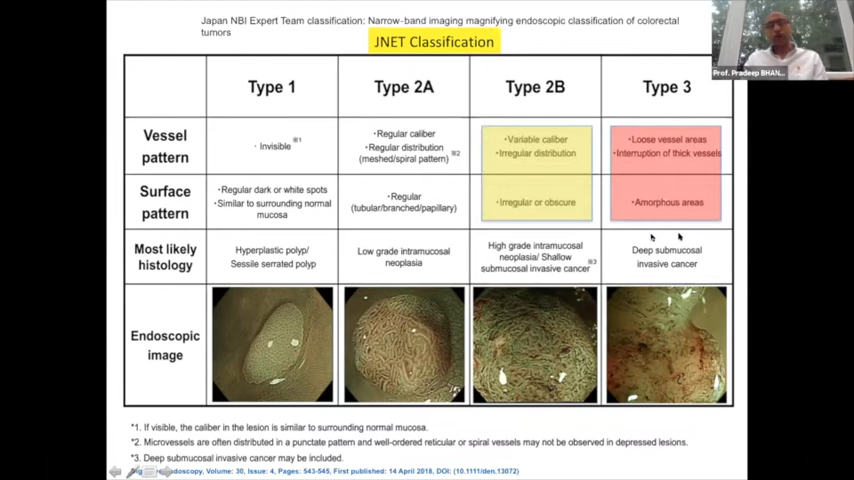 Japan NBI Expert Team classification: Narrow-band imaging magnifying endoscopic classification of colorectal
tumors
JNET Classification
Prof. Pradeep BHAN...
Type 1
Type 2A
Type 2B
Type 3
Vessel
pattern
・Invisible ※1
・Regular caliber
・Regular distribution
(meshed/spiral pattern) ※2
・Variable caliber
・Irregular distribution
・Loose vessel areas
・Interruption of thick vessels
Surface
pattern
・Regular dark or white spots
・Similar to surrounding normal
mucosa
・Regular
(tubular/branched/papillary)
・Irregular or obscure
・Amorphous areas
Most likely
histology
Hyperplastic polyp/
Sessile serrated polyp
Low grade intramucosal
neoplasia
High grade intramucosal
neoplasia/ Shallow
submucosal invasive cancer ※3
Deep submucosal
invasive cancer
Endoscopic
image
*1. If visible, the caliber in the lesion is similar to surrounding normal mucosa.
*2. Microvessels are often distributed in a punctate pattern and well-ordered reticular or spiral vessels may not be observed in depressed lesions.
*3. Deep submucosal invasive cancer may be included.
Endoscopy, Volume: 30, Issue: 4, Pages: 543-545, First published: 14 April 2018, DOI: (10.1111/den.13072)